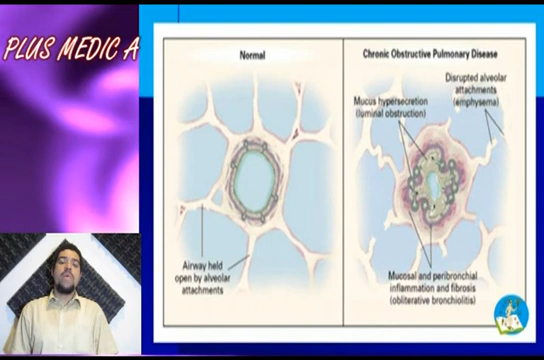 PLUS MEDIC A
Normal
Chronic Obstructive Pulmonary Disease
Disrupted alveolar
attachments
(emphysema)
Mucus hypersecretion
(luminal obstruction)
Airway held
open by alveolar
attachments
Mucosal and peribronchial
inflammation and fibrosis
(obliterative bronchiolitis)